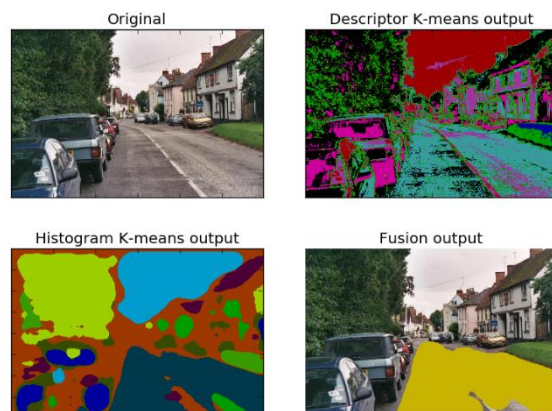 Original
Descriptor K-means output
Histogram K-means output
Fusion output